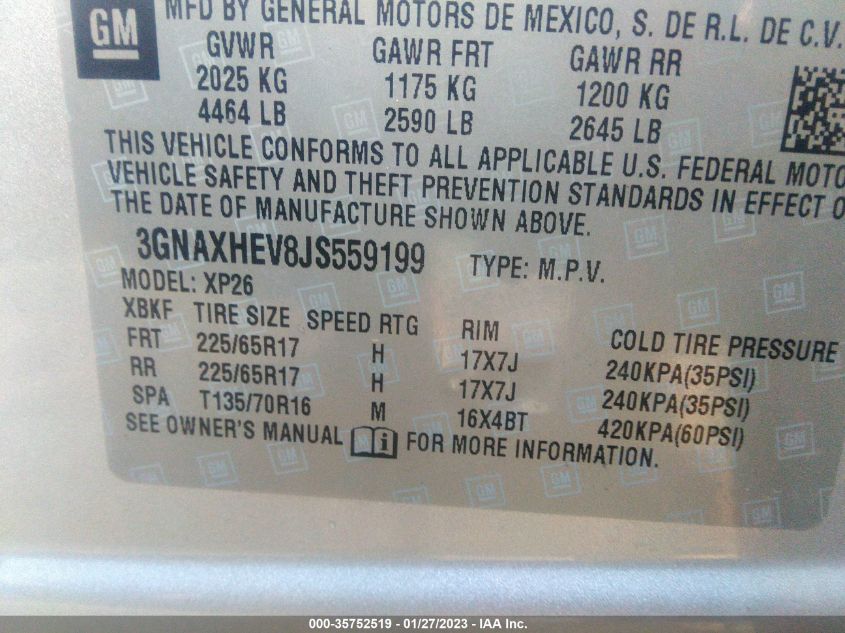 GM
MFD BY GENERAL MOTORS DE MEXICO, S. DE R.L. DE C.V.
GVWR GAWR FRT GAWR RR
2025 KG 1175 KG 1200 KG
4464 LB 2590 LB 2645 LB
THIS VEHICLE CONFORMS TO ALL APPLICABLE U.S. FEDERAL MOTO
VEHICLE SAFETY AND THEFT PREVENTION STANDARDS IN EFFECT O
THE DATE OF MANUFACTURE SHOWN ABOVE.
3GNAXHEV8JS559199 TYPE: M.P.V.
MODEL: XP26
XBKF TIRE SIZE SPEED RTG RIM COLD TIRE PRESSURE
FRT 225/65R17 H 17X7J 240KPA(35PSI)
RR 225/65R17 H 17X7J 240KPA(35PSI)
SPA T135/70R16 M 16X4BT 420KPA(60PSI)
SEE OWNER'S MANUAL i FOR MORE INFORMATION.
000-35752519 - 01/27/2023 - IAA Inc.